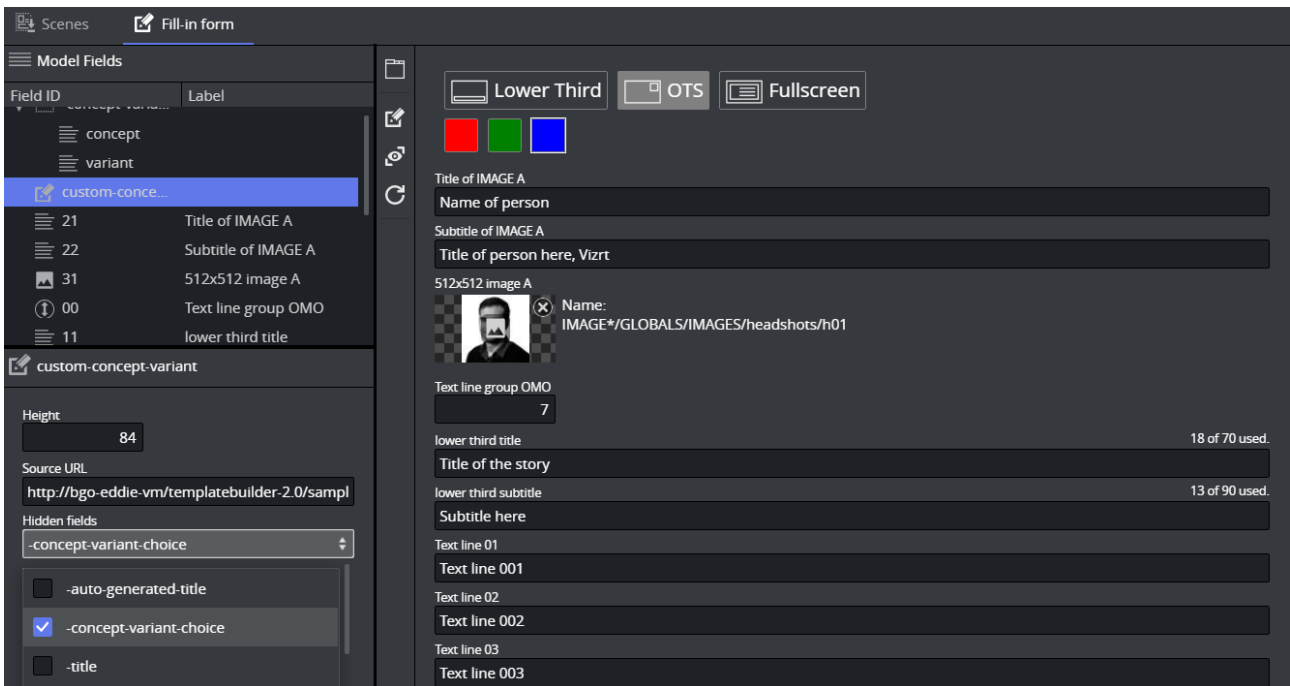 Scenes
Fill-in form
Model Fields
Field ID Label
concept-varia...
concept
variant
custom-conce...
21 Title of IMAGE A
22 Subtitle of IMAGE A
31 512x512 image A
00 Text line group OMO
11 lower third title
custom-concept-variant
Height
84
Source URL
http://bgo-eddie-vm/templatebuilder-2.0/sampl
Hidden fields
-concept-variant-choice
-auto-generated-title
-concept-variant-choice
-title
Lower Third
OTS
Fullscreen
Title of IMAGE A
Name of person
Subtitle of IMAGE A
Title of person here, Vizrt
512x512 image A
Name:
IMAGE*/GLOBALS/IMAGES/headshots/h01
Text line group OMO
7
lower third title 18 of 70 used.
Title of the story
lower third subtitle 13 of 90 used.
Subtitle here
Text line 01
Text line 001
Text line 02
Text line 002
Text line 03
Text line 003